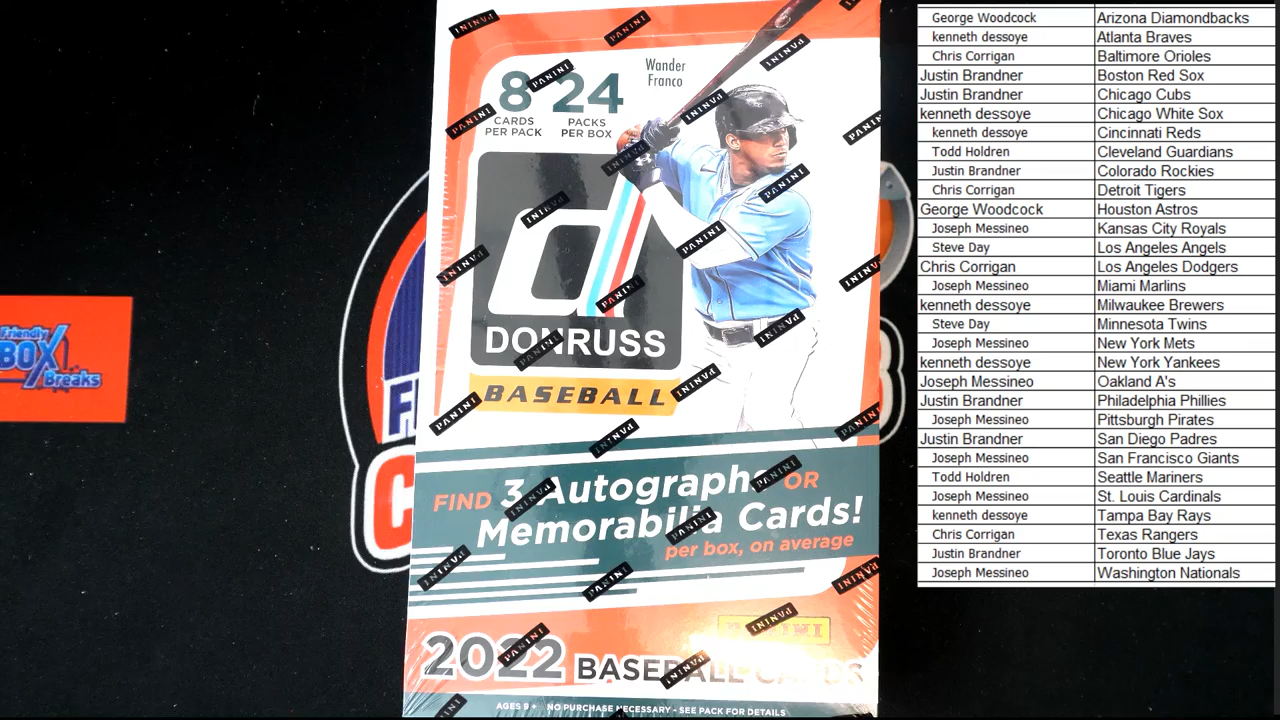 Wander
Franco
8 24
CARDS PACKS
PER PACK PER BOX
DONRUSS
BASEBALL
FIND 3 Autographs OR
Memorabilia Cards!
per box, on average
PANINI
2022 BASEBALL CARDS
AGES 9+ NO PURCHASE NECESSARY - SEE PACK FOR DETAILS
Friendly
BOX
Breaks
George Woodcock Arizona Diamondbacks
kenneth dessoye Atlanta Braves
Chris Corrigan Baltimore Orioles
Justin Brandner Boston Red Sox
Justin Brandner Chicago Cubs
kenneth dessoye Chicago White Sox
kenneth dessoye Cincinnati Reds
Todd Holdren Cleveland Guardians
Justin Brandner Colorado Rockies
Chris Corrigan Detroit Tigers
George Woodcock Houston Astros
Joseph Messineo Kansas City Royals
Steve Day Los Angeles Angels
Chris Corrigan Los Angeles Dodgers
Joseph Messineo Miami Marlins
kenneth dessoye Milwaukee Brewers
Steve Day Minnesota Twins
Joseph Messineo New York Mets
kenneth dessoye New York Yankees
Joseph Messineo Oakland A's
Justin Brandner Philadelphia Phillies
Joseph Messineo Pittsburgh Pirates
Justin Brandner San Diego Padres
Joseph Messineo San Francisco Giants
Todd Holdren Seattle Mariners
Joseph Messineo St. Louis Cardinals
kenneth dessoye Tampa Bay Rays
Chris Corrigan Texas Rangers
Justin Brandner Toronto Blue Jays
Joseph Messineo Washington Nationals